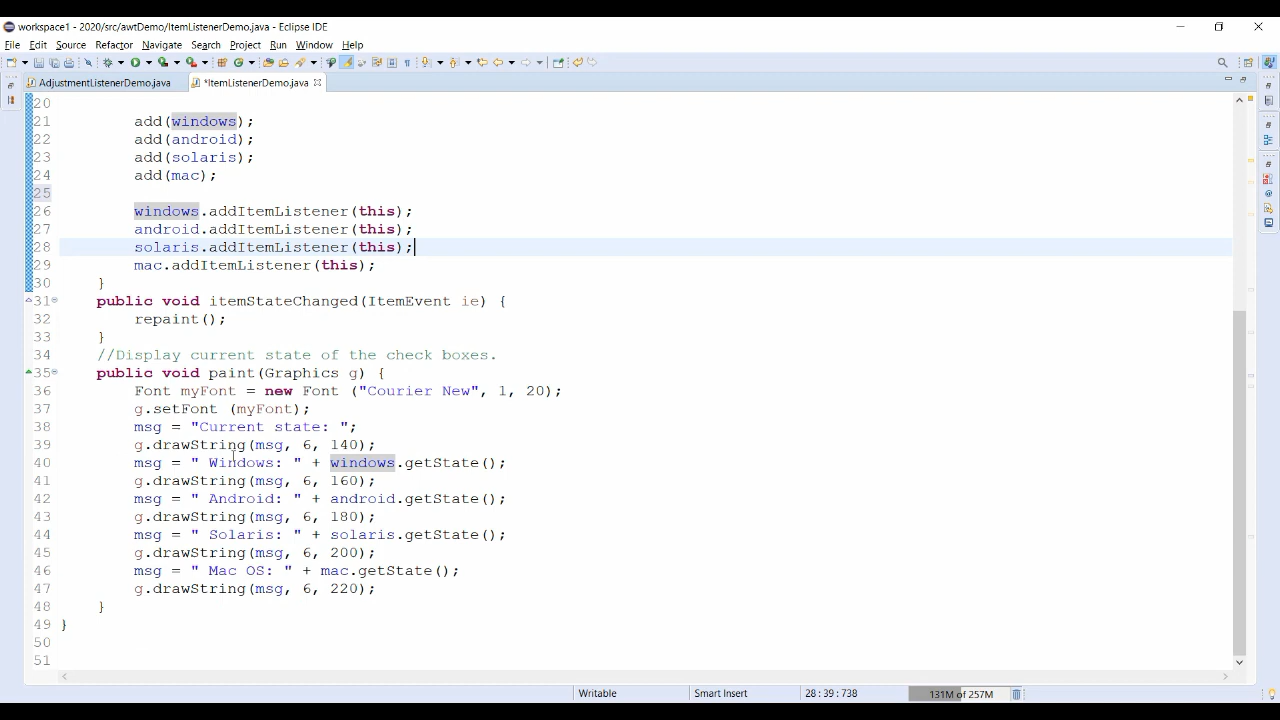 workspace1 - 2020/src/awtDemo/ItemListenerDemo.java - Eclipse IDE
File Edit Source Refactor Navigate Search Project Run Window Help
AdjustmentListenerDemo.java *ItemListenerDemo.java
20
21 add(windows);
22 add(android);
23 add(solaris);
24 add(mac);
25
26 windows.addItemListener(this);
27 android.addItemListener(this);
28 solaris.addItemListener(this);
29 mac.addItemListener(this);
30 }
31 public void itemStateChanged(ItemEvent ie) {
32 repaint();
33 }
34 //Display current state of the check boxes.
35 public void paint(Graphics g) {
36 Font myFont = new Font ("Courier New", 1, 20);
37 g.setFont (myFont);
38 msg = "Current state: ";
39 g.drawString(msg, 6, 140);
40 msg = " Windows: " + windows.getState();
41 g.drawString(msg, 6, 160);
42 msg = " Android: " + android.getState();
43 g.drawString(msg, 6, 180);
44 msg = " Solaris: " + solaris.getState();
45 g.drawString(msg, 6, 200);
46 msg = " Mac OS: " + mac.getState();
47 g.drawString(msg, 6, 220);
48 }
49 }
50
51
Writable Smart Insert 28 : 39 : 738 131M of 257M